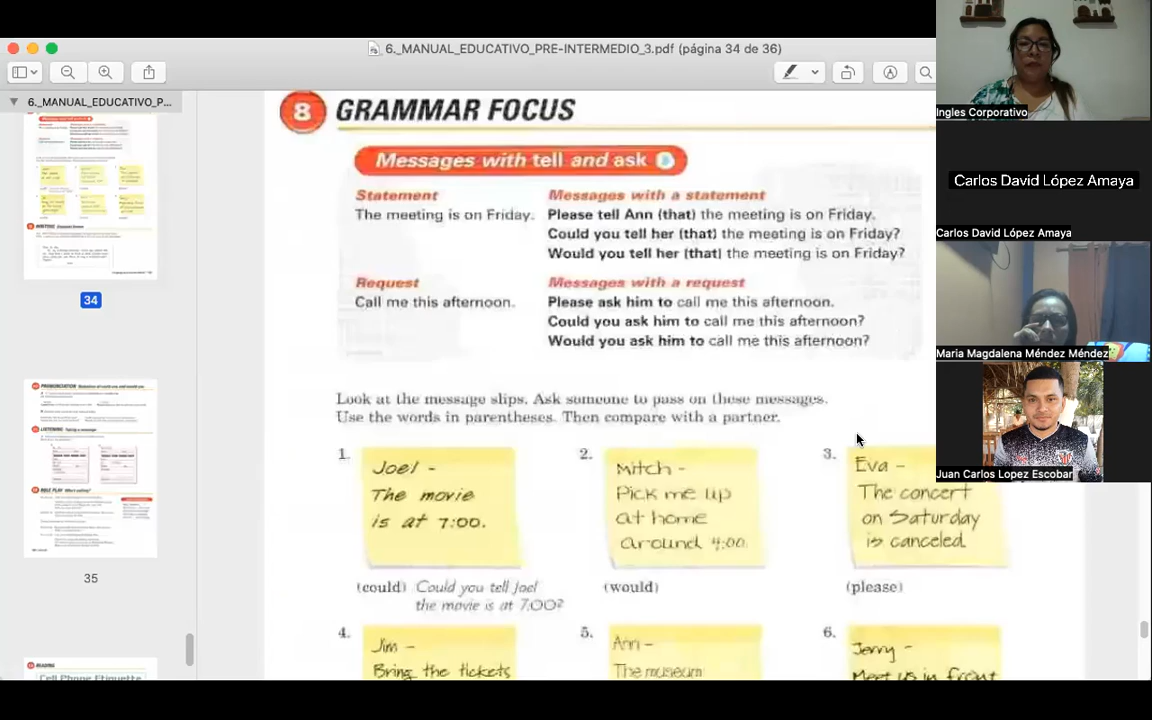 6._MANUAL_EDUCATIVO_PRE-INTERMEDIO_3.pdf (página 34 de 36)
6._MANUAL_EDUCATIVO_P...
34
35
READING
Cell Phone Etiquette
8 GRAMMAR FOCUS
Messages with tell and ask
Statement
Messages with a statement
The meeting is on Friday.
Please tell Ann (that) the meeting is on Friday.
Could you tell her (that) the meeting is on Friday?
Would you tell her (that) the meeting is on Friday?
Request
Messages with a request
Call me this afternoon.
Please ask him to call me this afternoon.
Could you ask him to call me this afternoon?
Would you ask him to call me this afternoon?
Look at the message slips. Ask someone to pass on these messages.
Use the words in parentheses. Then compare with a partner.
1.
Joel -
The movie
is at 7:00.
(could) Could you tell Joel
the movie is at 7:00?
2.
Mitch -
Pick me up
at home
around 4:00.
(would)
3.
Eva -
The concert
on Saturday
is canceled.
(please)
4.
Jim -
Bring the tickets
5.
Ann -
The museum
6.
Jerry -
Meet us in front
Ingles Corporativo
Carlos David López Amaya
Carlos David López Amaya
Maria Magdalena Méndez Méndez
Juan Carlos Lopez Escobar